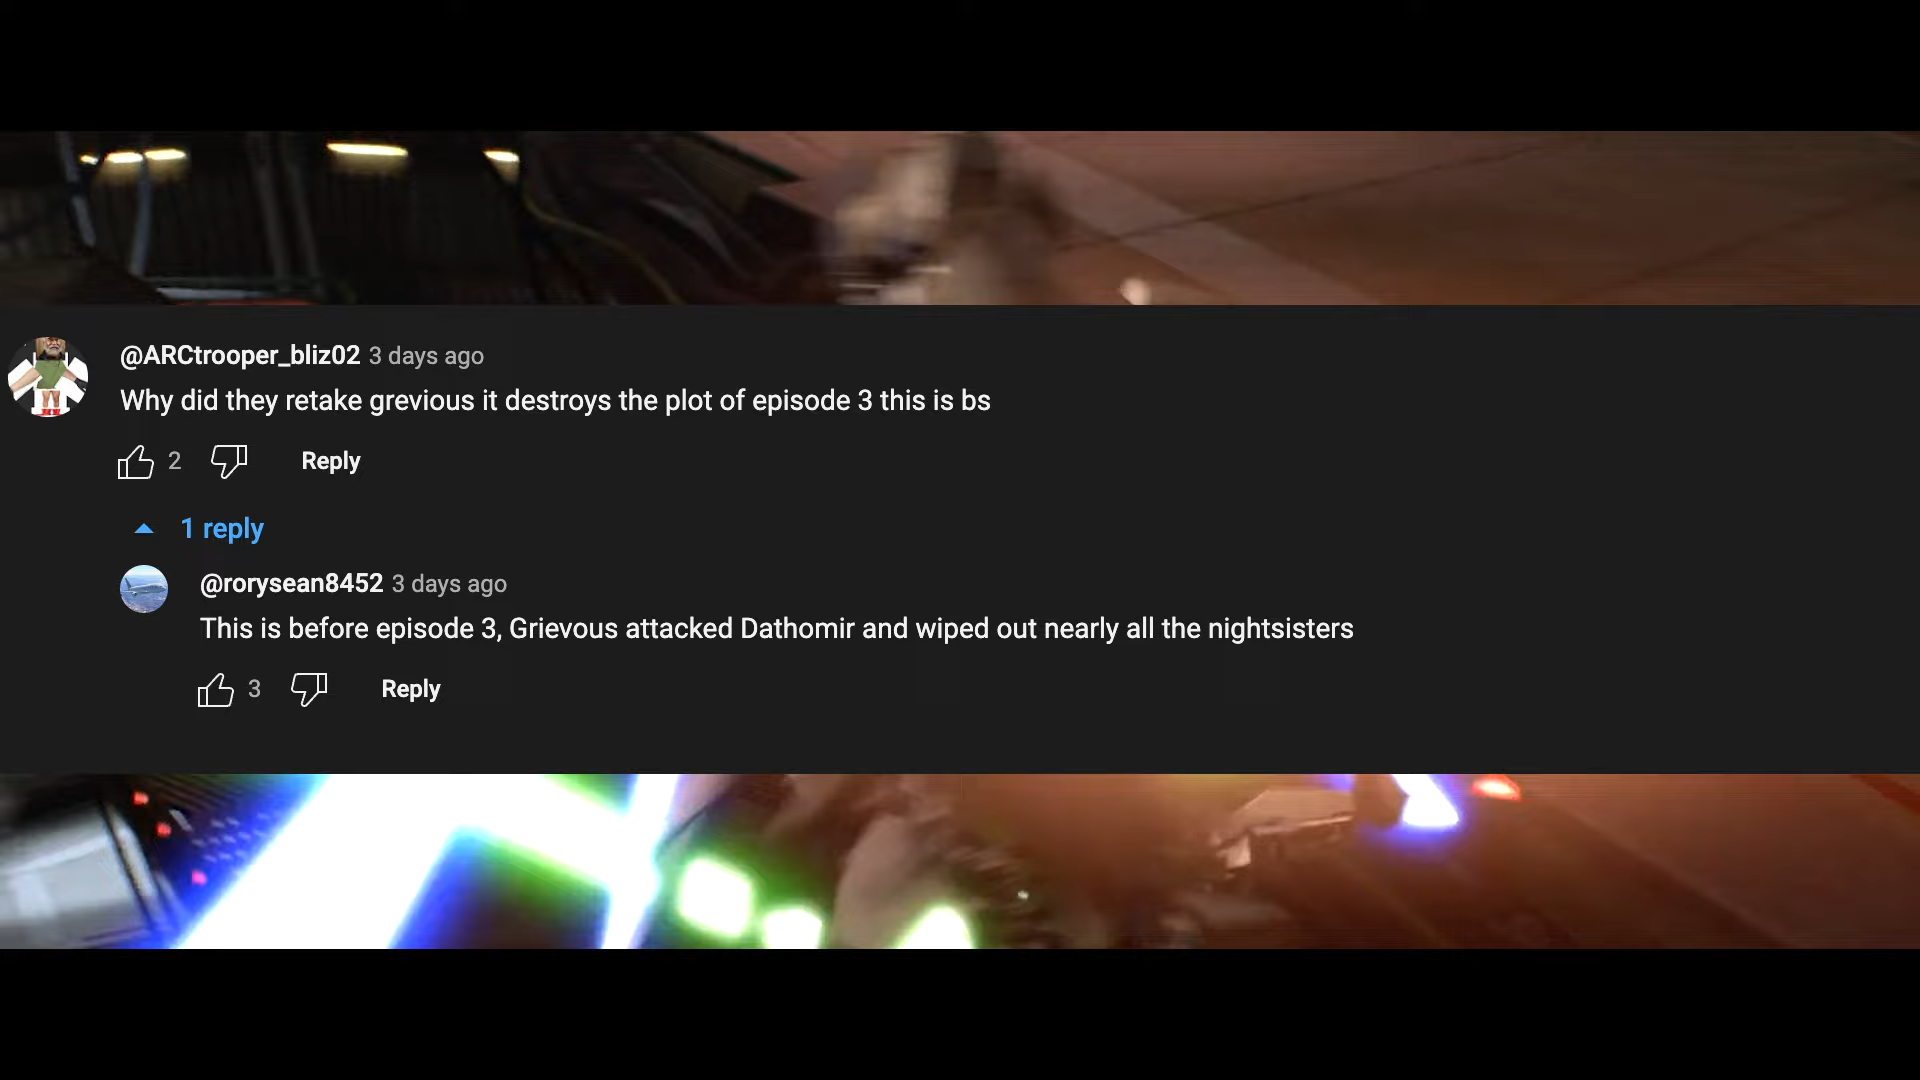 @ARCtrooper_bliz02 3 days ago
Why did they retake grevious it destroys the plot of episode 3 this is bs
2 Reply
1 reply
@rorysean8452 3 days ago
This is before episode 3, Grievous attacked Dathomir and wiped out nearly all the nightsisters
3 Reply